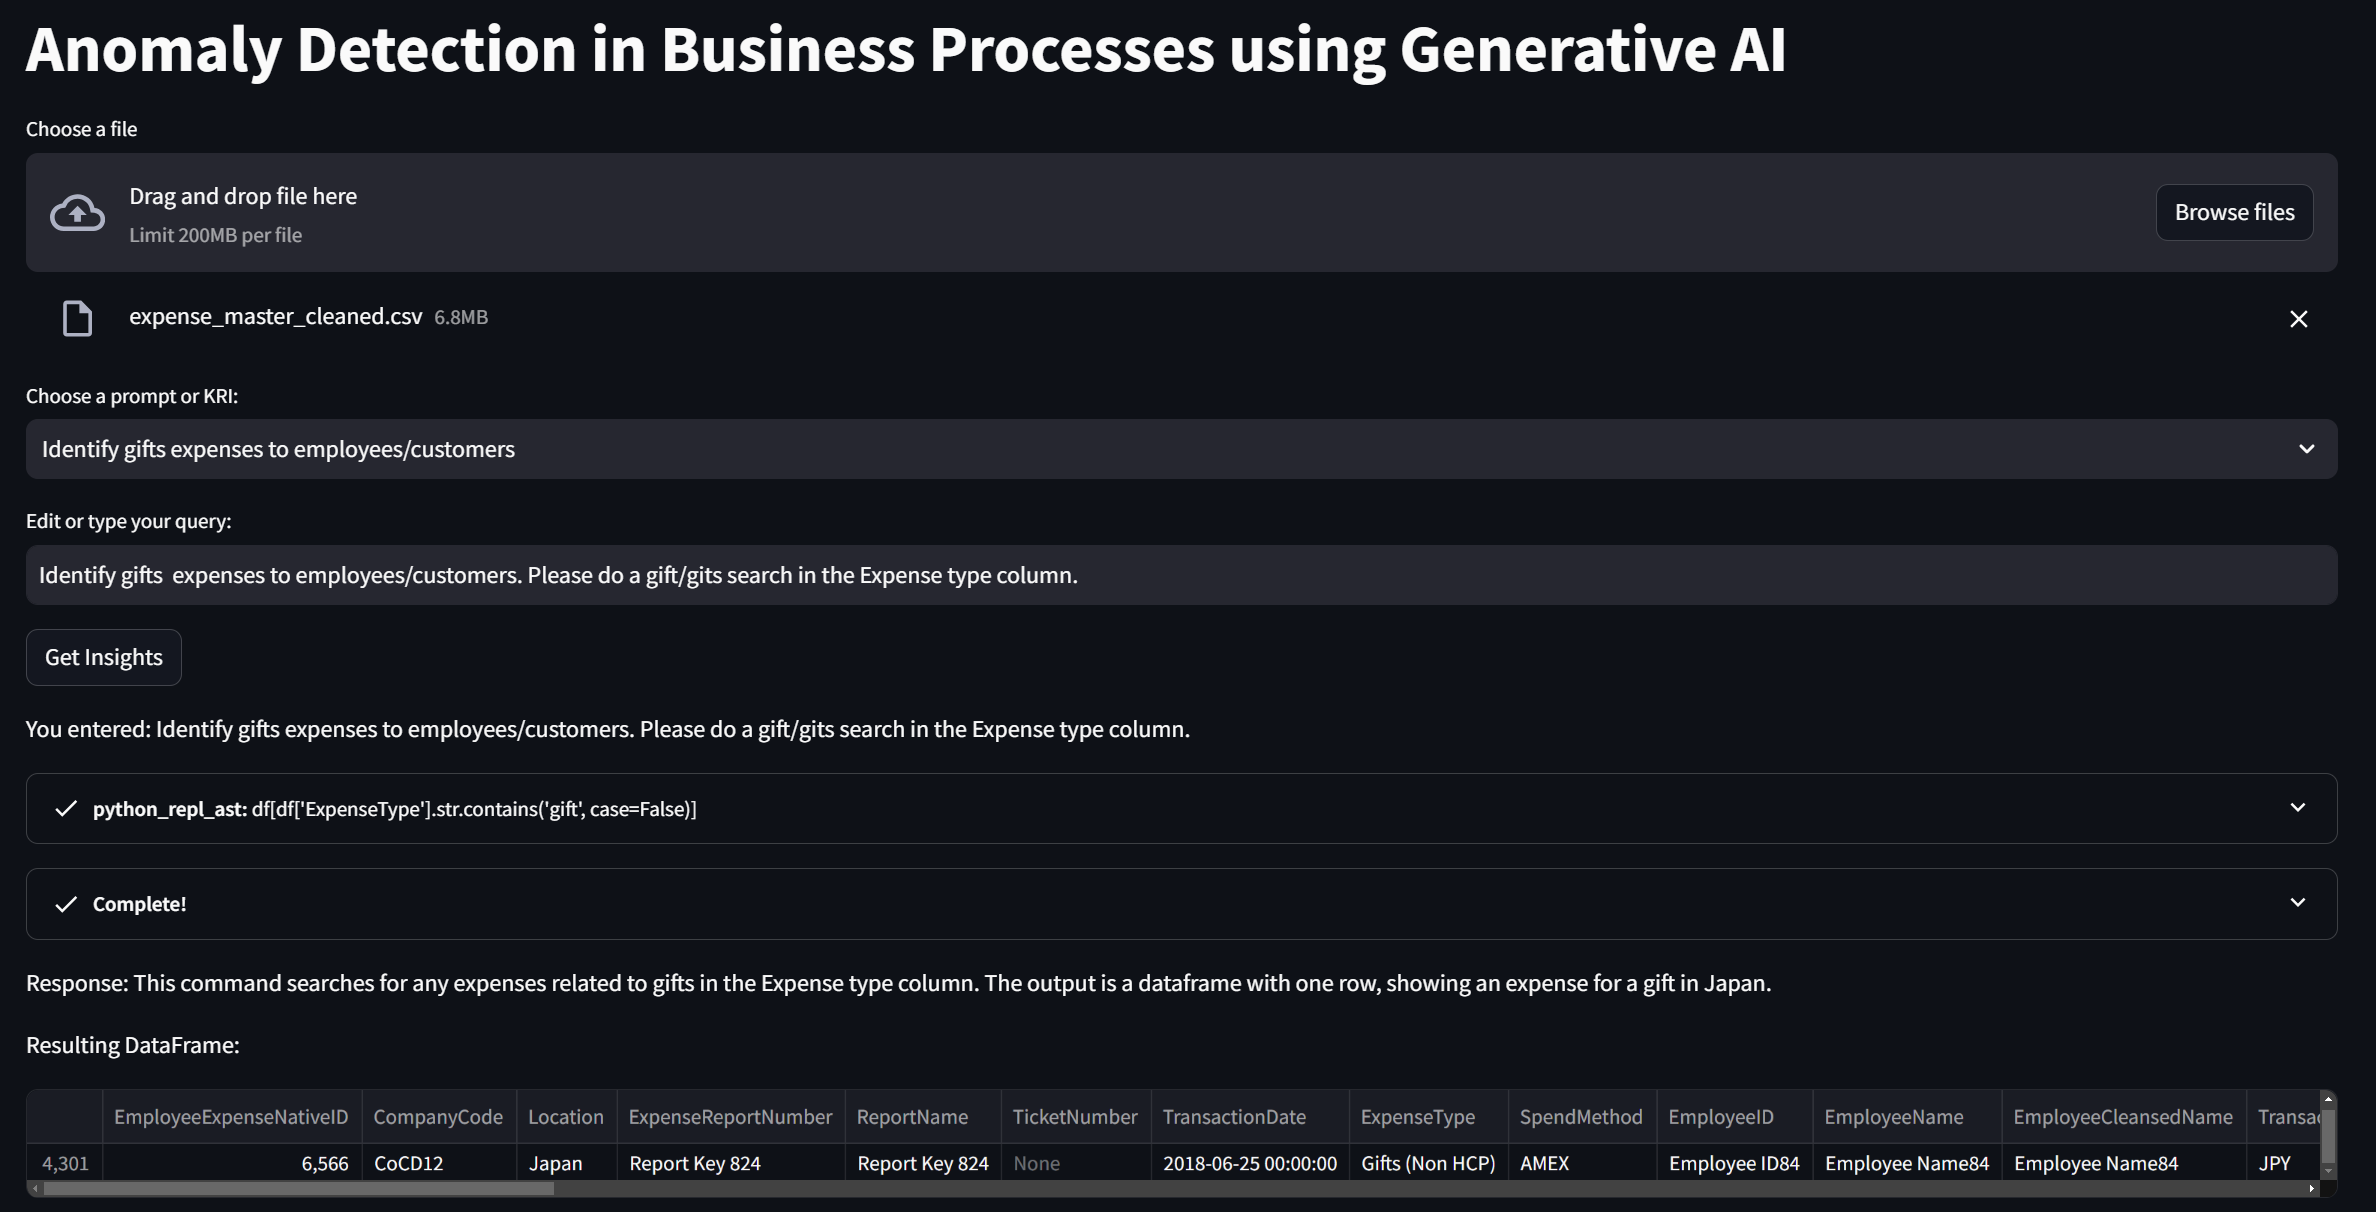 Anomaly Detection in Business Processes using Generative AI
Choose a file
Drag and drop file here
Limit 200MB per file
Browse files
expense_master_cleaned.csv 6.8MB
Choose a prompt or KRI:
Identify gifts expenses to employees/customers
Edit or type your query:
Identify gifts  expenses to employees/customers. Please do a gift/gits search in the Expense type column.
Get Insights
You entered: Identify gifts expenses to employees/customers. Please do a gift/gits search in the Expense type column.
python_repl_ast: df[df['ExpenseType'].str.contains('gift', case=False)]
Complete!
Response: This command searches for any expenses related to gifts in the Expense type column. The output is a dataframe with one row, showing an expense for a gift in Japan.
Resulting DataFrame:
EmployeeExpenseNativeID CompanyCode Location ExpenseReportNumber ReportName TicketNumber TransactionDate ExpenseType SpendMethod EmployeeID EmployeeName EmployeeCleansedName Transac
4,301 6,566 CoCD12 Japan Report Key 824 Report Key 824 None 2018-06-25 00:00:00 Gifts (Non HCP) AMEX Employee ID84 Employee Name84 Employee Name84 JPY